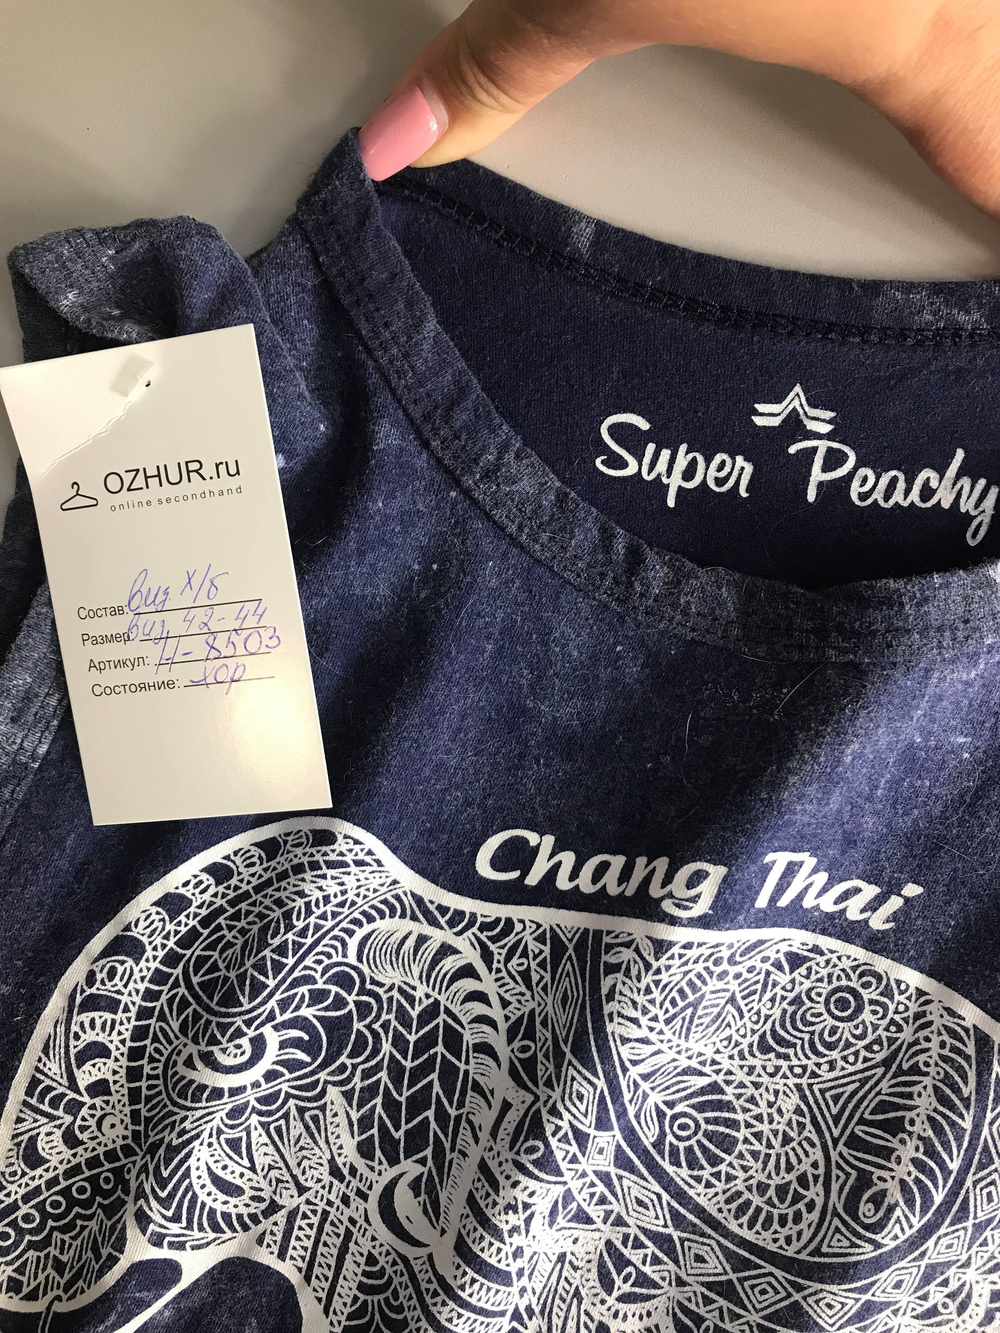 Super Peachy
OZHUR.ru
online secondhand
Состав: виз. х/б
Размер: виз. 42-44
Артикул: Н-8503
Состояние: хор
Chang Thai